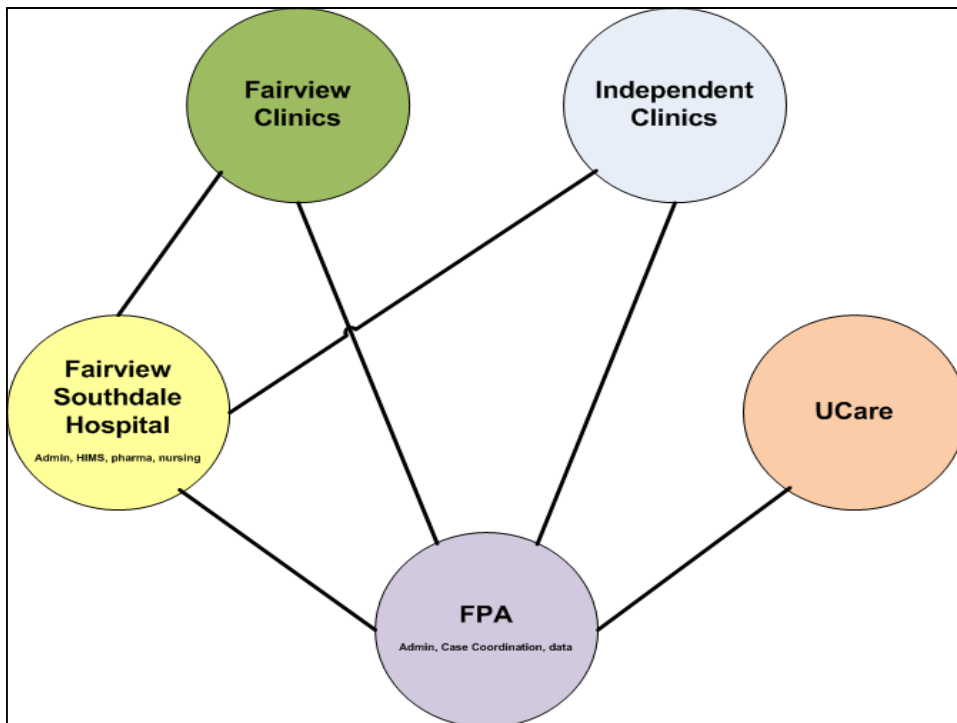 Fairview
Clinics
Independent
Clinics
Fairview
Southdale
Hospital
Admin, HIMS, pharma, nursing
UCare
FPA
Admin, Case Coordination, data